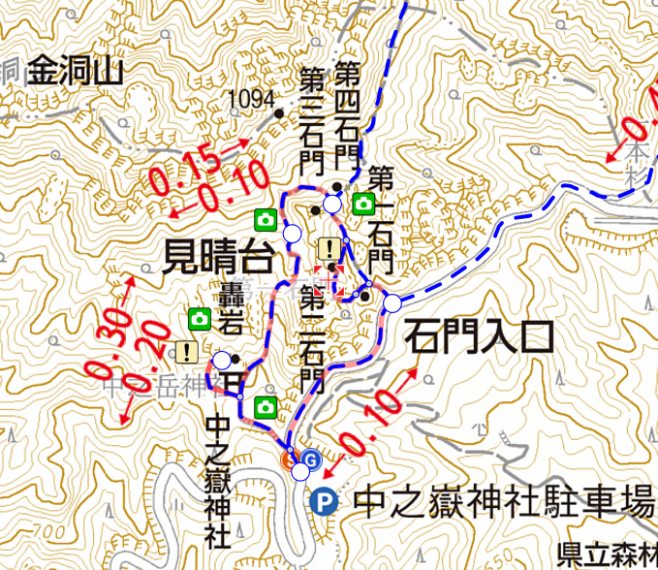 金洞山
1094
第三石門
第四石門
0.15
0.10
第一石門
見晴台
轟岩
第二石門
石門入口
0.30
0.20
中之岳神社
中之嶽神社
0.10
S
G
P
中之嶽神社駐車場
700
650
県立森林